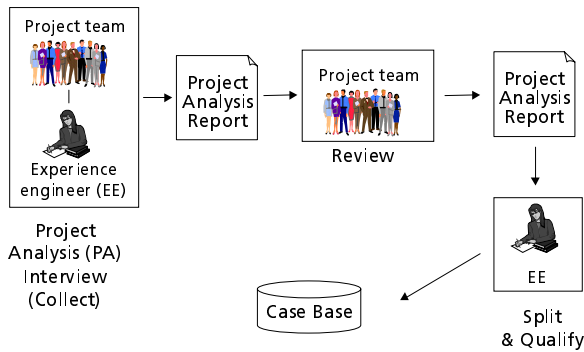 Project team
Experience
engineer (EE)
Project
Analysis (PA)
Interview
(Collect)
Project
Analysis
Report
Project team
Review
Project
Analysis
Report
EE
Split
& Qualify
Case Base